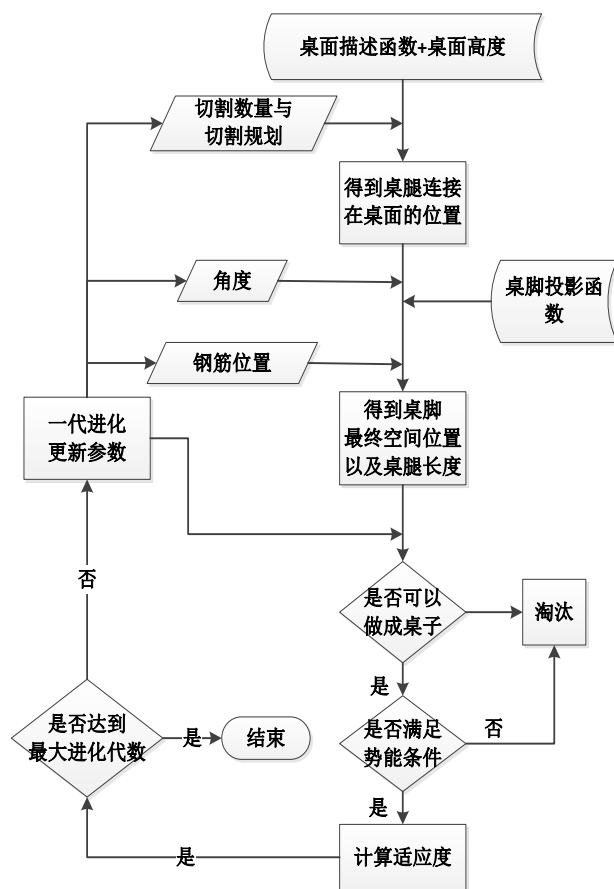 桌面描述函数+桌面高度
切割数量与
切割规划
得到桌腿连接
在桌面的位置
角度
桌脚投影函
数
钢筋位置
一代进化
更新参数
得到桌脚
最终空间位置
以及桌腿长度
否
是否可以
做成桌子
淘汰
是
是否达到
最大进化代数
是
结束
是否满足
势能条件
否
是
是
计算适应度